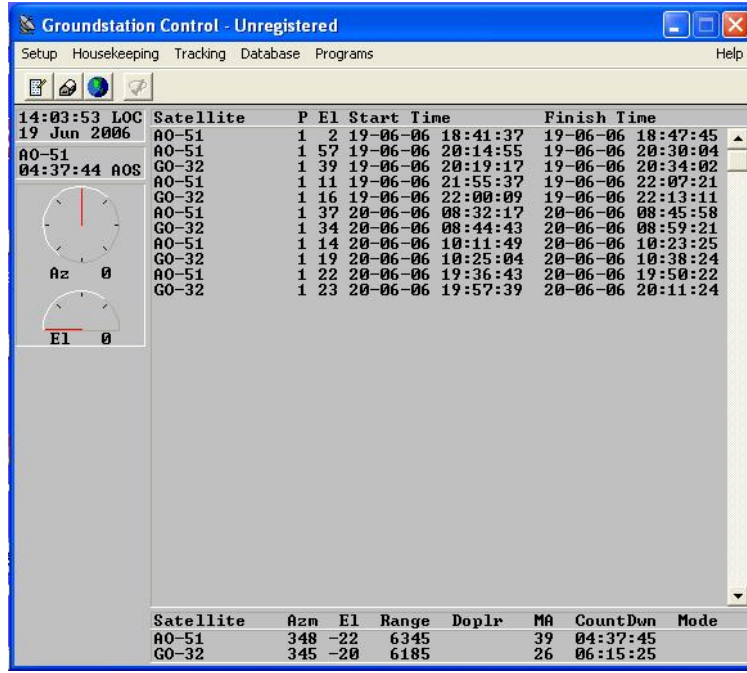 Groundstation Control - Unregistered
Setup Housekeeping Tracking Database Programs Help
14:03:53 LOC
19 Jun 2006
AO-51
04:37:44 AOS
Az 0
El 0
Satellite P El Start Time Finish Time
AO-51 1 2 19-06-06 18:41:37 19-06-06 18:47:45
AO-51 1 57 19-06-06 20:14:55 19-06-06 20:30:04
GO-32 1 39 19-06-06 20:19:17 19-06-06 20:34:02
AO-51 1 11 19-06-06 21:55:37 19-06-06 22:07:21
GO-32 1 16 19-06-06 22:00:09 19-06-06 22:13:11
AO-51 1 37 20-06-06 08:32:17 20-06-06 08:45:58
GO-32 1 34 20-06-06 08:44:43 20-06-06 08:59:21
AO-51 1 14 20-06-06 10:11:49 20-06-06 10:23:25
GO-32 1 19 20-06-06 10:25:04 20-06-06 10:38:24
AO-51 1 22 20-06-06 19:36:43 20-06-06 19:50:22
GO-32 1 23 20-06-06 19:57:39 20-06-06 20:11:24
Satellite Azm El Range Doplr MA CountDwn Mode
AO-51 348 -22 6345 39 04:37:45
GO-32 345 -20 6185 26 06:15:25